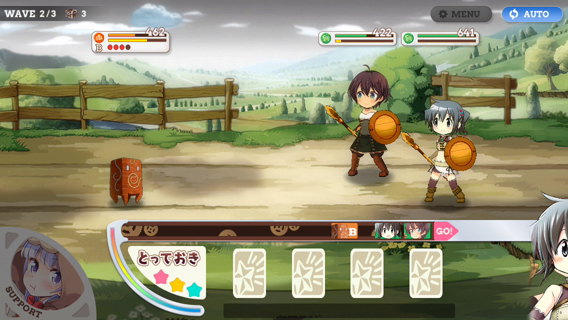 WAVE 2/3 3
MENU
AUTO
462
B
422
641
B
GO!
とっておき
SUPPORT